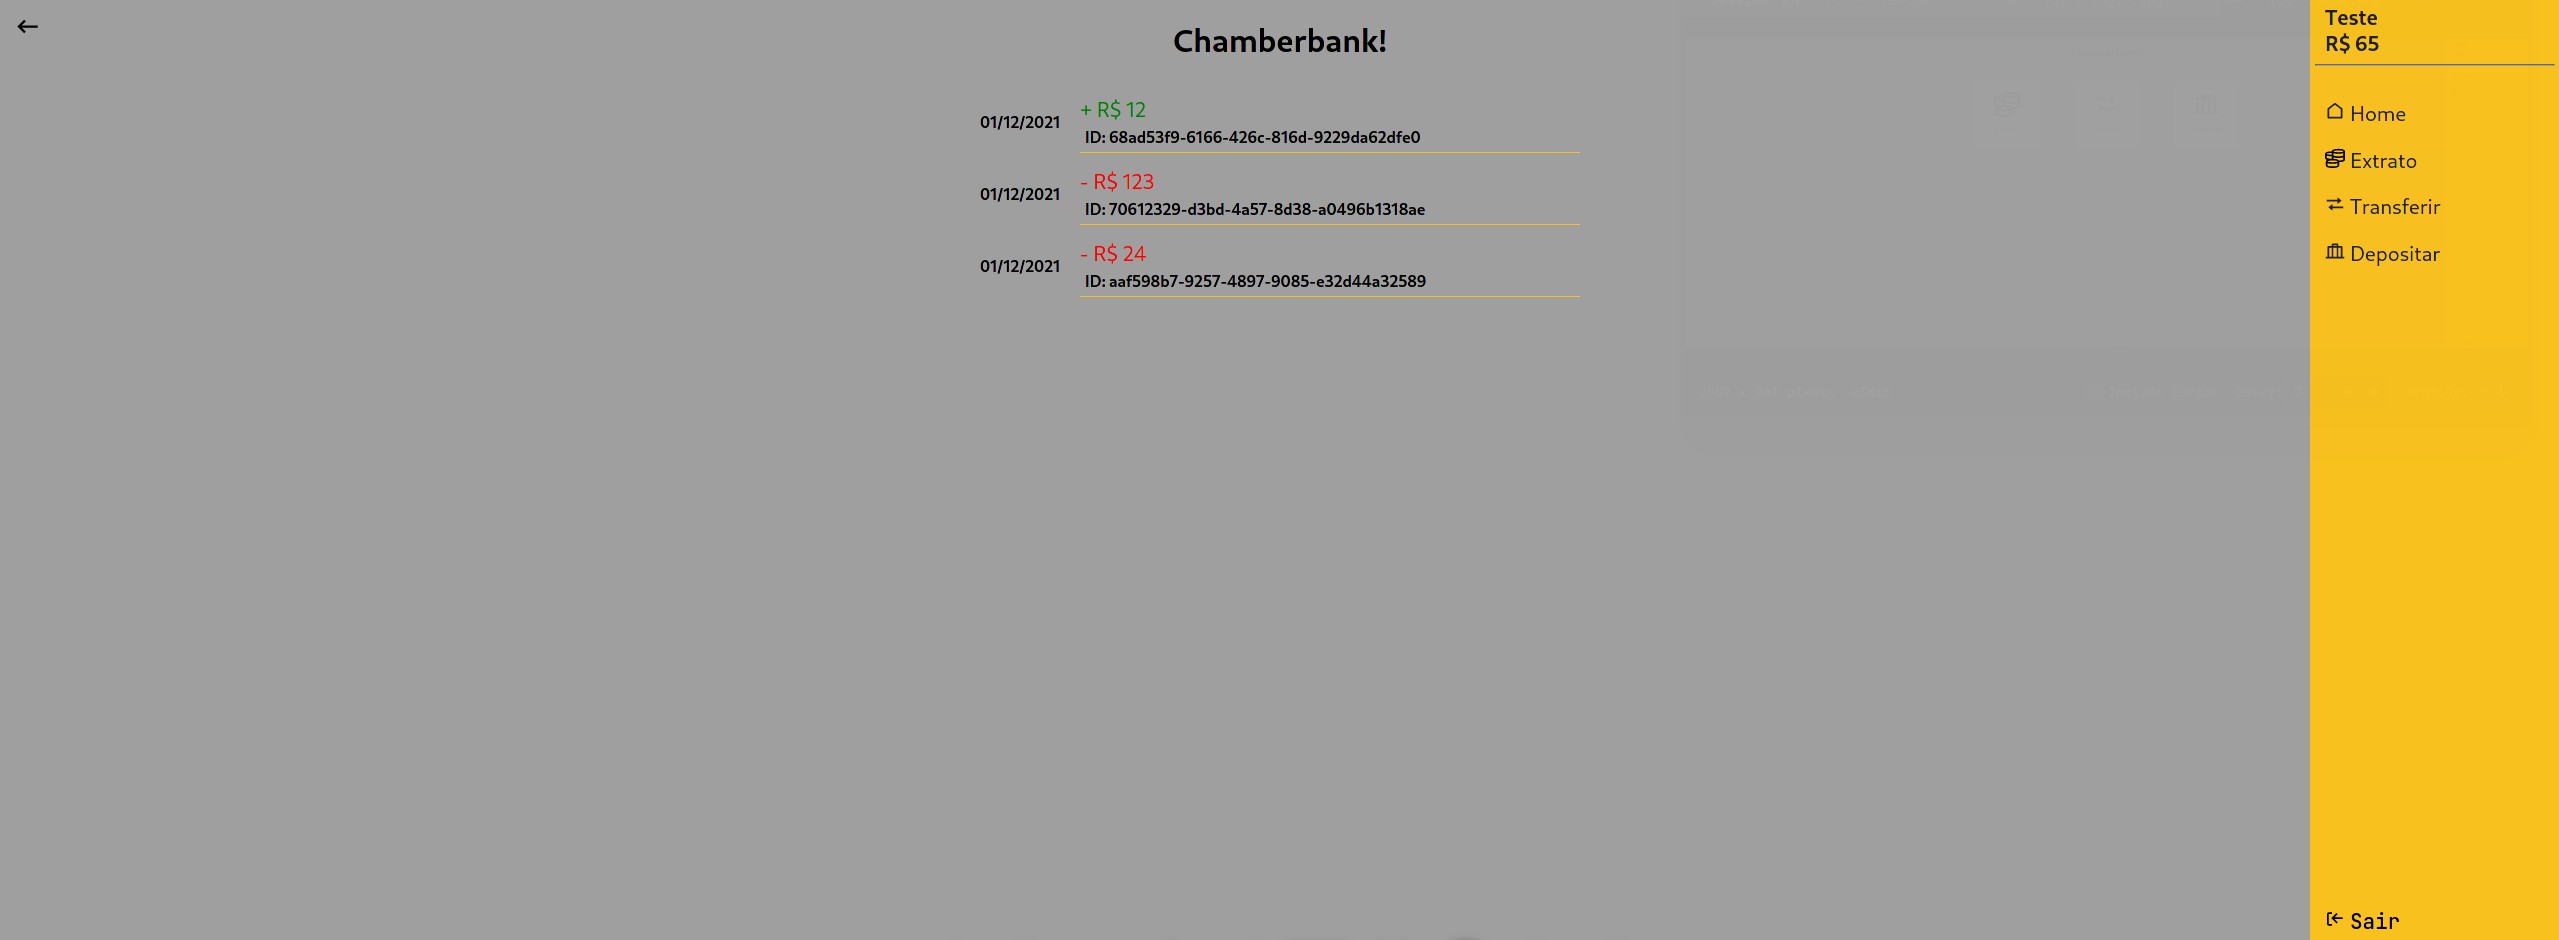 Chamberbank!
01/12/2021
+ R$ 12
ID: 68ad53f9-6166-426c-816d-9229da62dfe0
01/12/2021
- R$ 123
ID: 70612329-d3bd-4a57-8d38-a0496b1318ae
01/12/2021
- R$ 24
ID: aaf598b7-9257-4897-9085-e32d44a32589
Teste
R$ 65
Home
Extrato
Transferir
Depositar
Sair